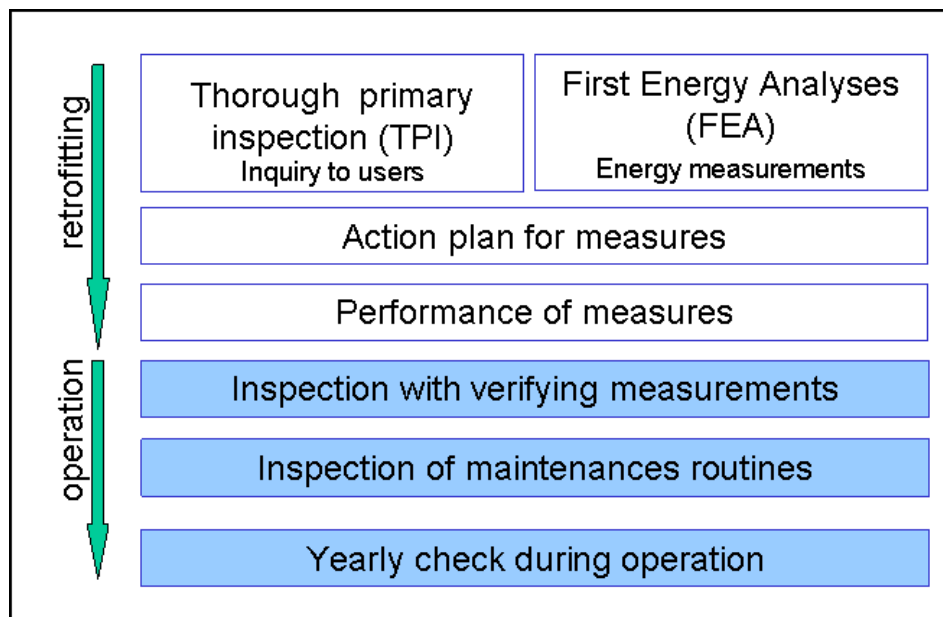 retrofitting
Thorough primary
inspection (TPI)
Inquiry to users
First Energy Analyses
(FEA)
Energy measurements
Action plan for measures
Performance of measures
operation
Inspection with verifying measurements
Inspection of maintenances routines
Yearly check during operation